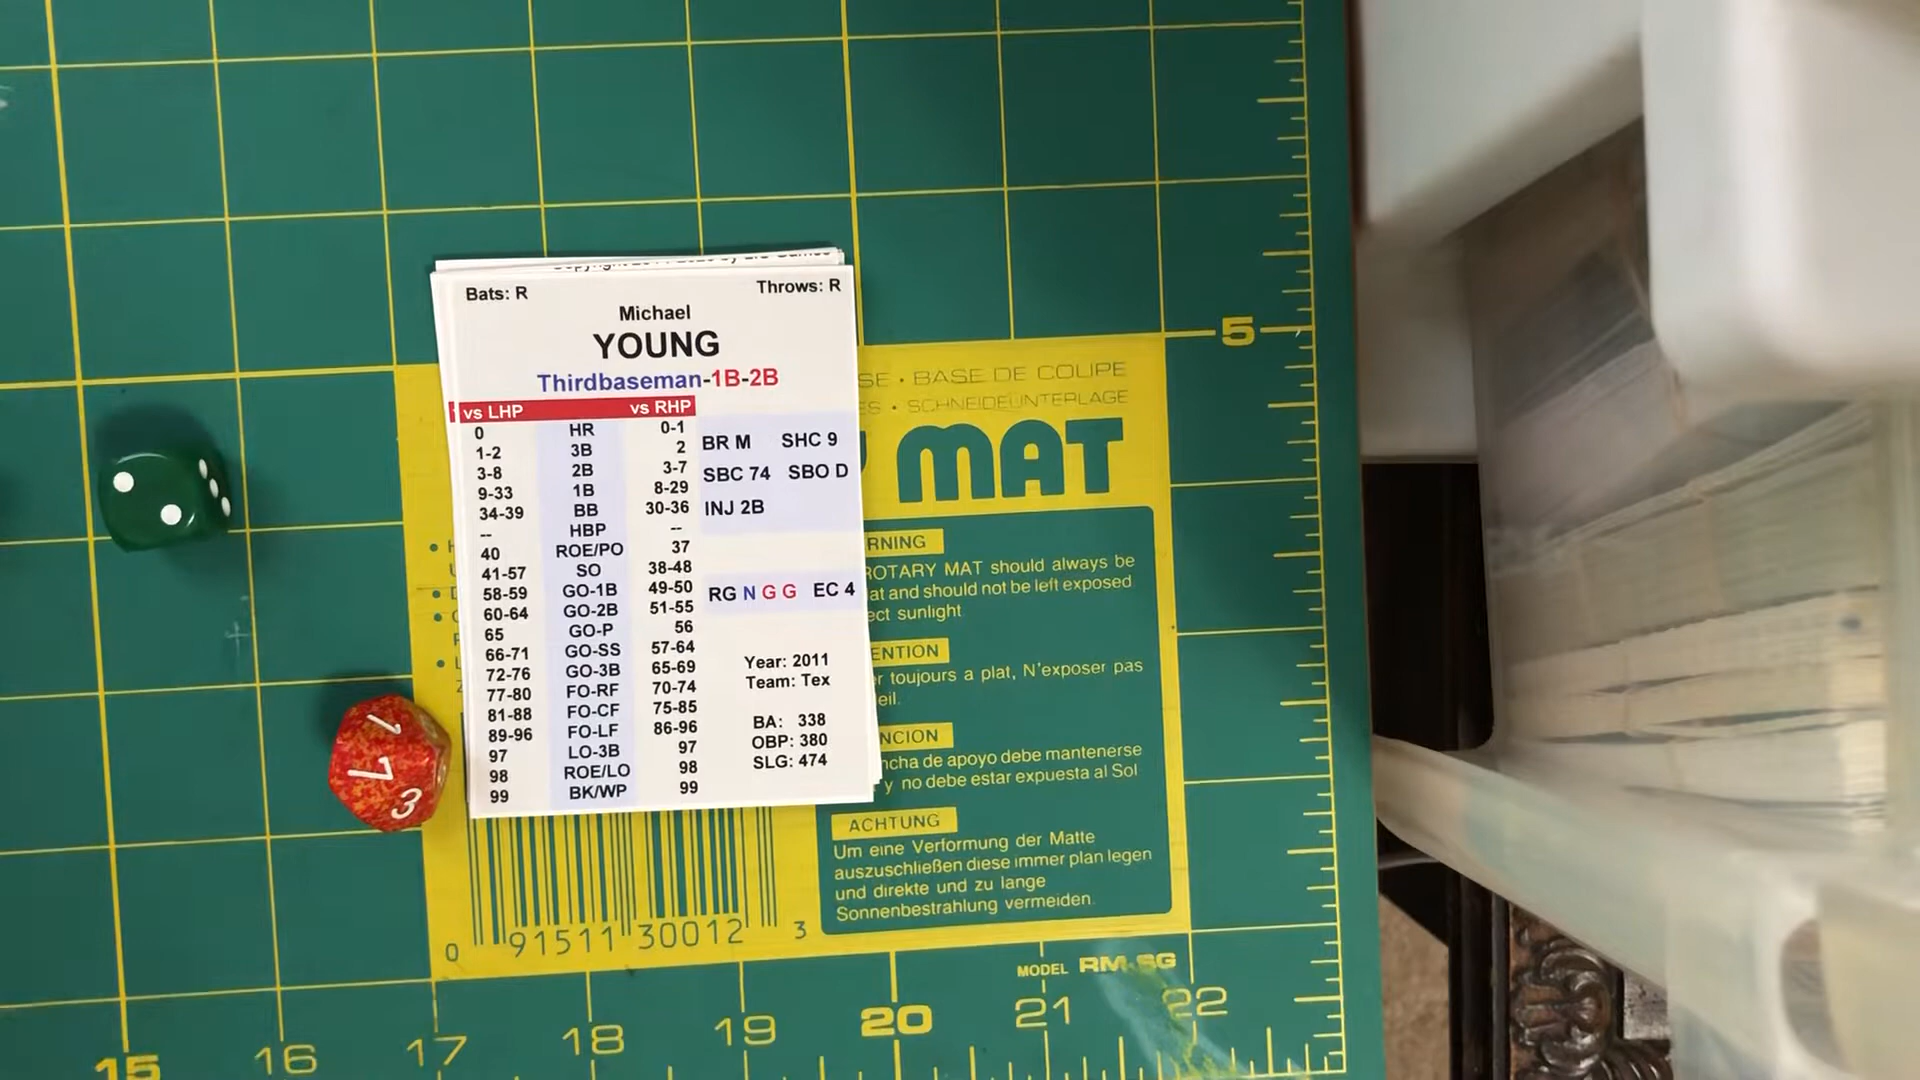 Bats: R Throws: R
Michael
YOUNG
Thirdbaseman-1B-2B
vs LHP vs RHP
0 HR 0-1
1-2 3B 2
3-8 2B 3-7
9-33 1B 8-29
34-39 BB 30-36
-- HBP --
40 ROE/PO 37
41-57 SO 38-48
58-59 GO-1B 49-50
60-64 GO-2B 51-55
65 GO-P 56
66-71 GO-SS 57-64
72-76 GO-3B 65-69
77-80 FO-RF 70-74
81-88 FO-CF 75-85
89-96 FO-LF 86-96
97 LO-3B 97
98 ROE/LO 98
99 BK/WP 99
BR M SHC 9
SBC 74 SBO D
INJ 2B
RG N G G EC 4
Year: 2011
Team: Tex
BA: 338
OBP: 380
SLG: 474
1
7
3
5
SE • BASE DE COUPE
ES • SCHNEIDEUNTERLAGE
MAT
RNING
ROTARY MAT should always be
at and should not be left exposed
ect sunlight
ENTION
er toujours a plat, N'exposer pas
eil.
NCION
ncha de apoyo debe mantenerse
y no debe estar expuesta al Sol
ACHTUNG
Um eine Verformung der Matte
auszuschließen diese immer plan legen
und direkte und zu lange
Sonnenbestrahlung vermeiden.
0 91511 30012 3
MODEL RM-SG
15 16 17 18 19 20 21 22